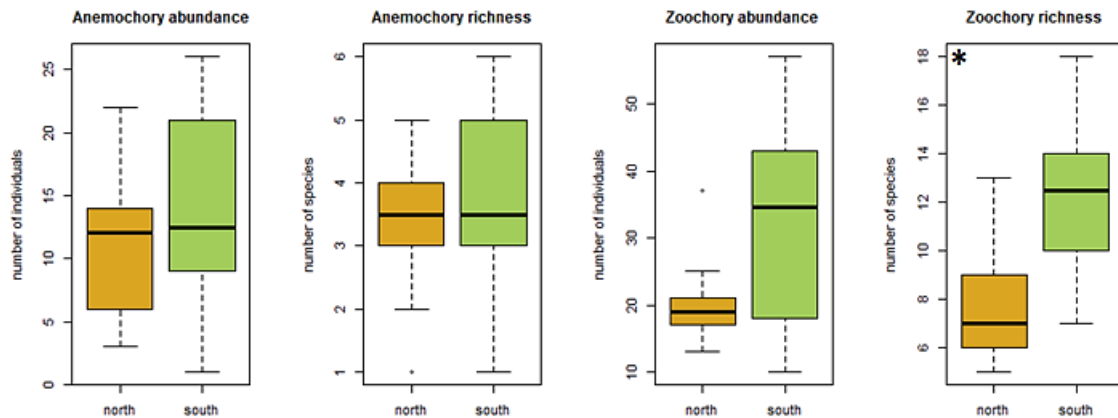 Anemochory abundance
number of individuals
25
20
15
10
5
0
north south
Anemochory richness
number of species
6
5
4
3
2
1
north south
Zoochory abundance
number of individuals
50
40
30
20
10
north south
Zoochory richness
number of species
18
16
14
12
10
8
6
*
north south